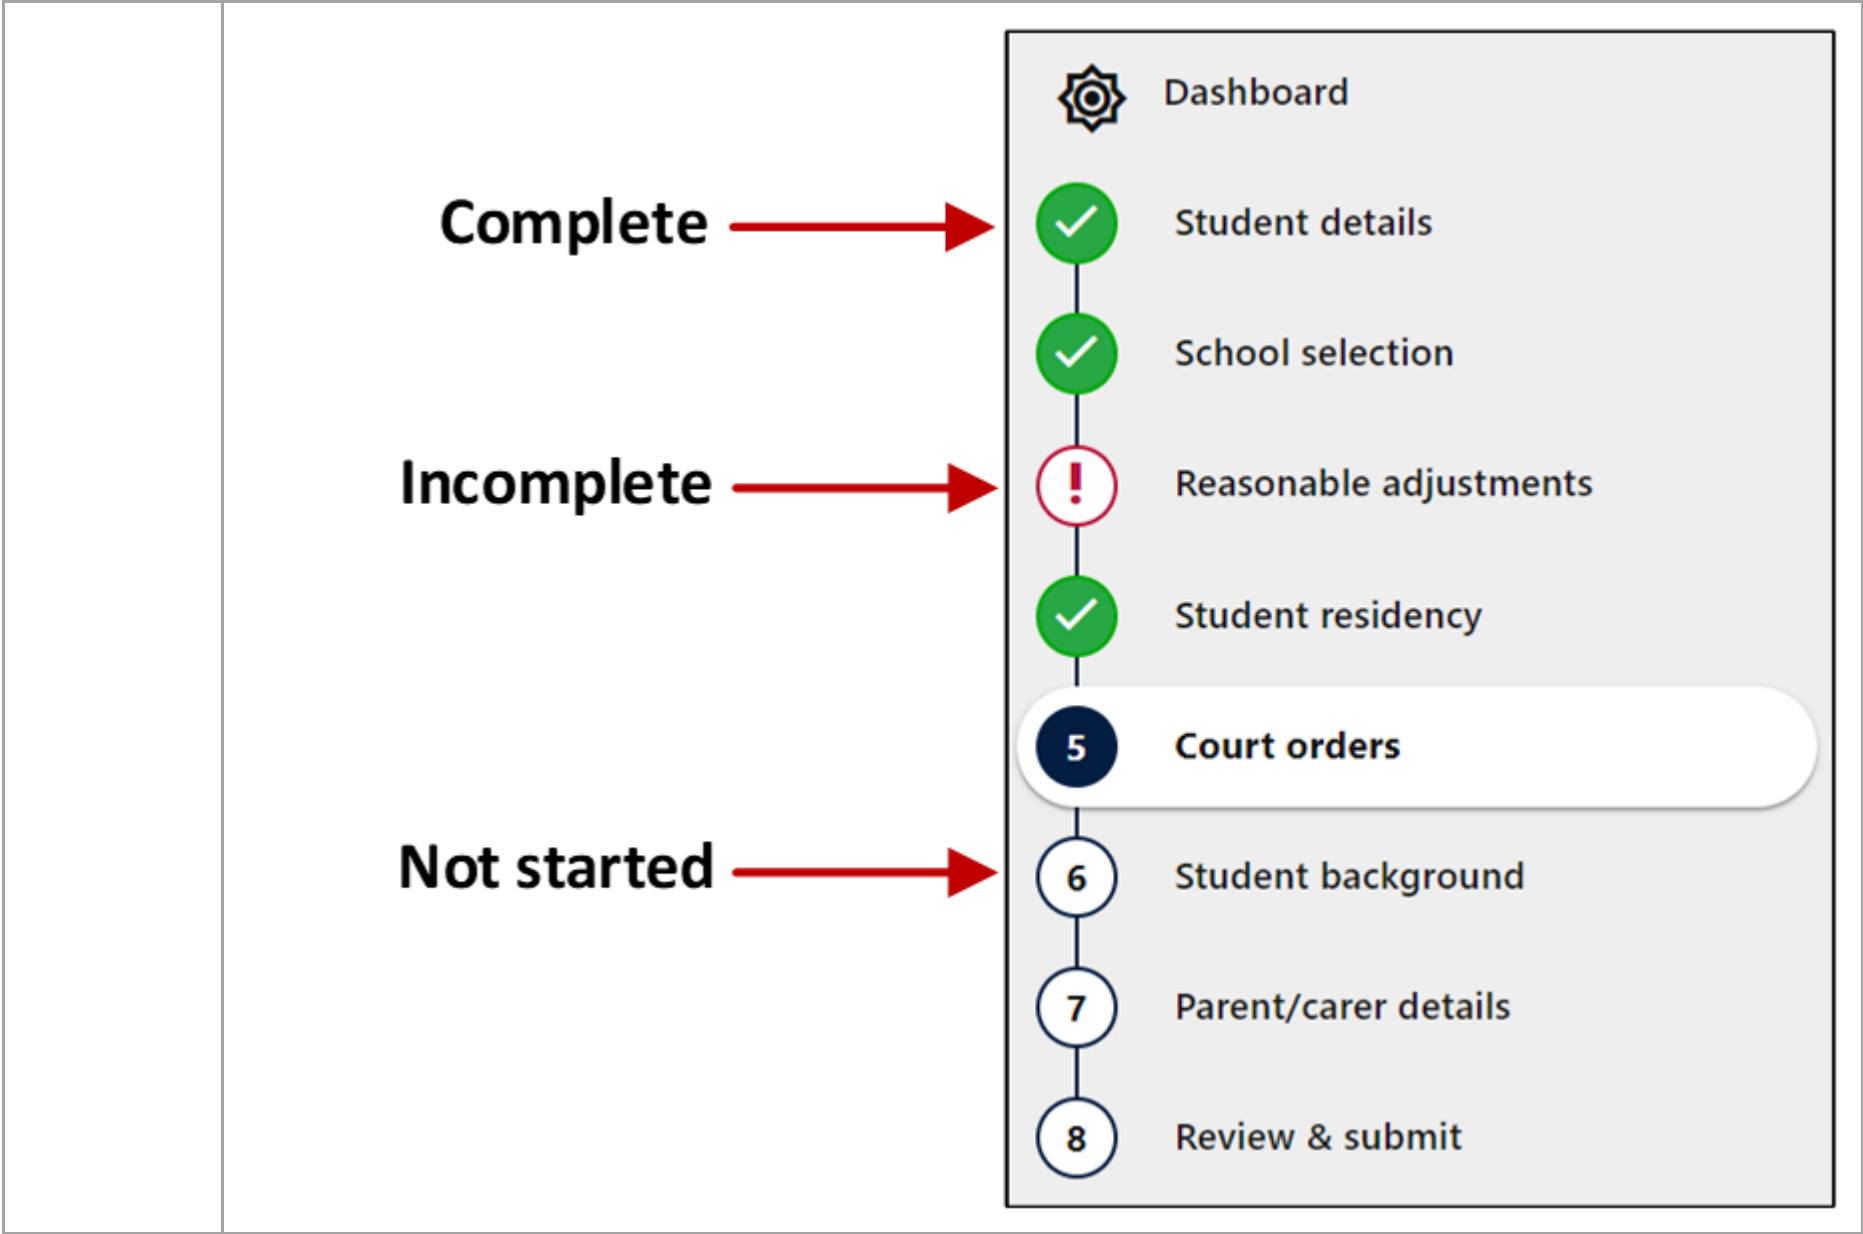 Dashboard
Complete
Student details
School selection
Incomplete
!
Reasonable adjustments
Student residency
5
Court orders
Not started
6
Student background
7
Parent/carer details
8
Review & submit